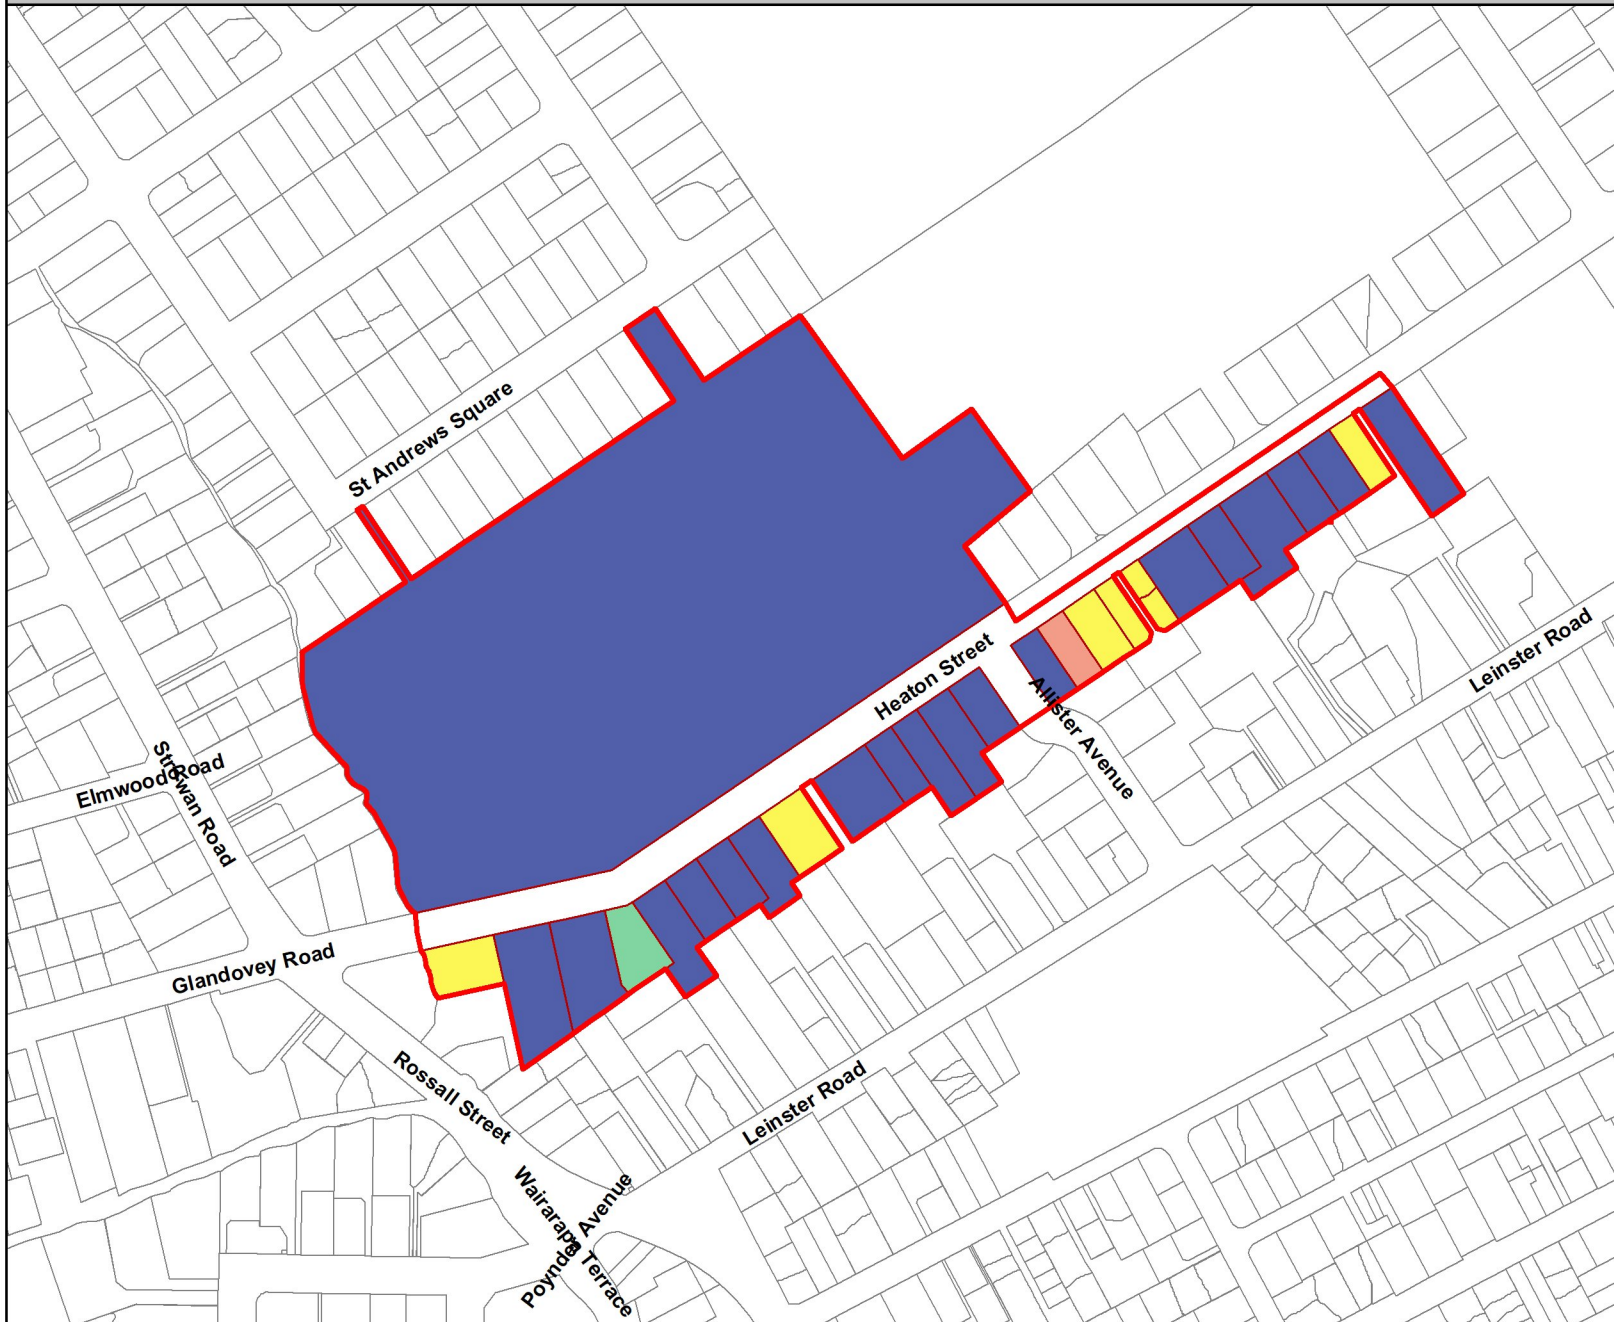 St Andrews Square
Heaton Street
Leinster Road
Allister Avenue
Strowan Road
Elmwood Road
Glandovey Road
Rossall Street
Leinster Road
Wairarapa Terrace
Poynder Avenue